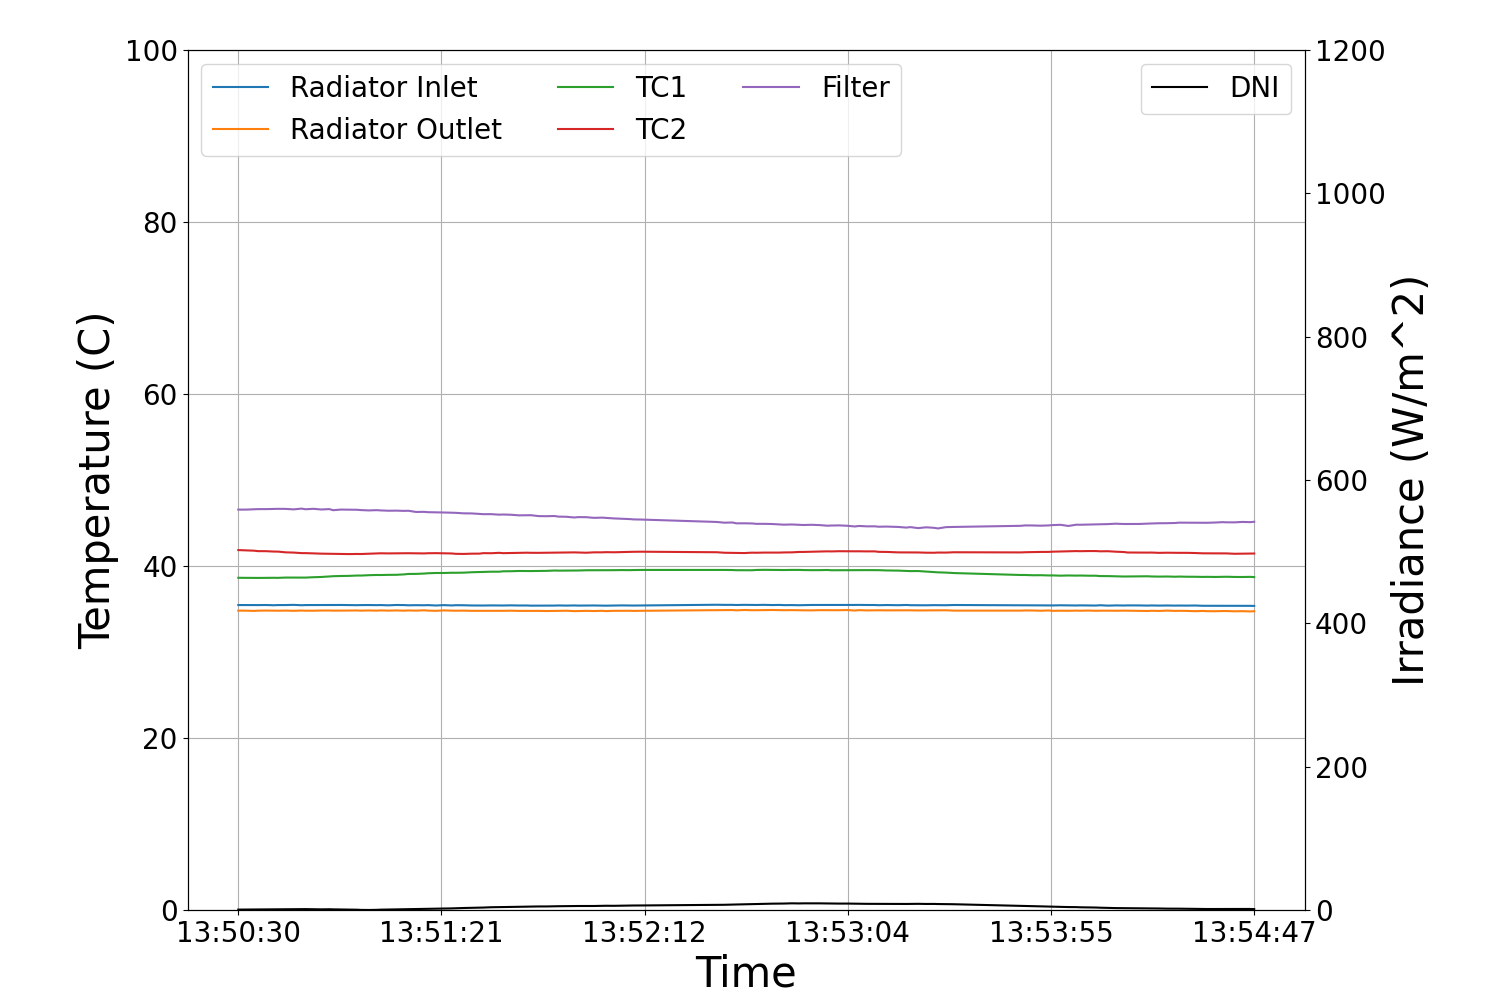 Radiator Inlet
Radiator Outlet
TC1
TC2
Filter
DNI
100
80
60
40
20
0
Temperature (C)
1200
1000
800
600
400
200
0
Irradiance (W/m^2)
13:50:30 13:51:21 13:52:12 13:53:04 13:53:55 13:54:47
Time